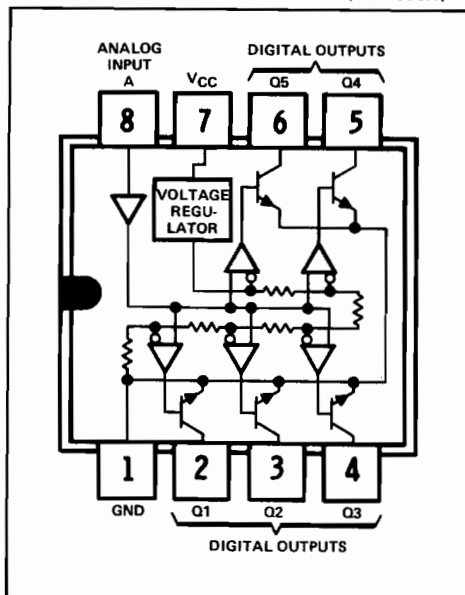 ANALOG
INPUT
A
VCC
DIGITAL OUTPUTS
Q5
Q4
8
7
6
5
VOLTAGE
REGU-
LATOR
1
2
3
4
GND
Q1
Q2
Q3
DIGITAL OUTPUTS